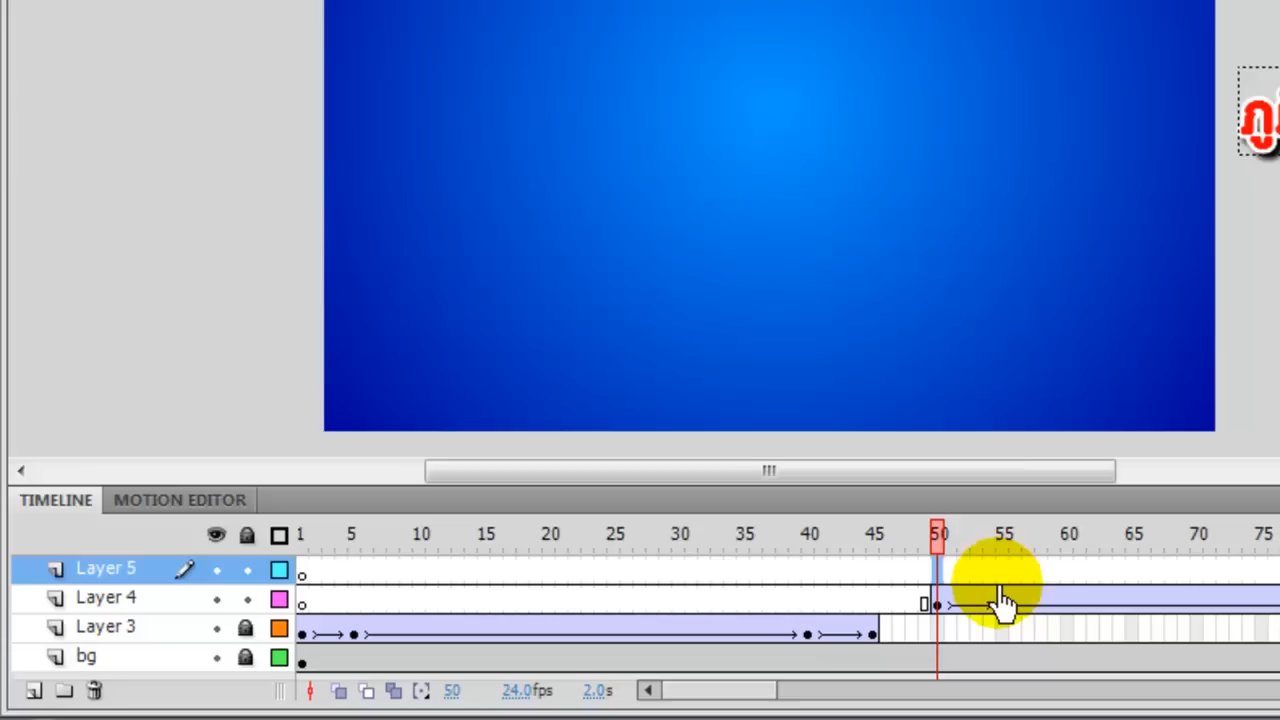 ภู
TIMELINE MOTION EDITOR
1 5 10 15 20 25 30 35 40 45 50 55 60 65 70 75
Layer 5
Layer 4
Layer 3
bg
50 24.0fps 2.0s